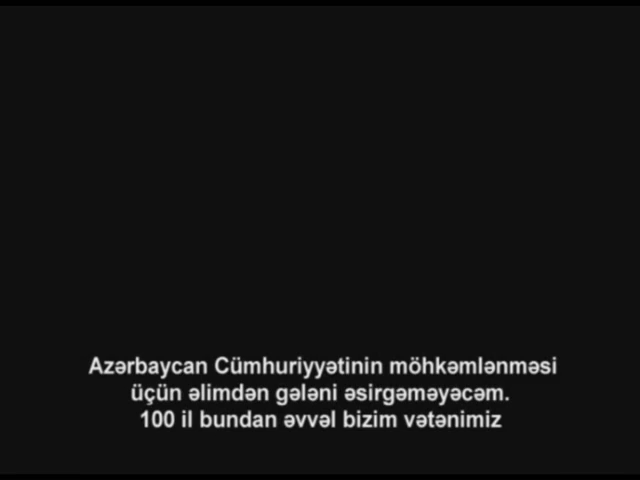 Azərbaycan Cümhuriyyətinin möhkəmlənməsi
üçün əlimdən gələni əsirgəməyəcəm.
100 il bundan əvvəl bizim vətənimiz